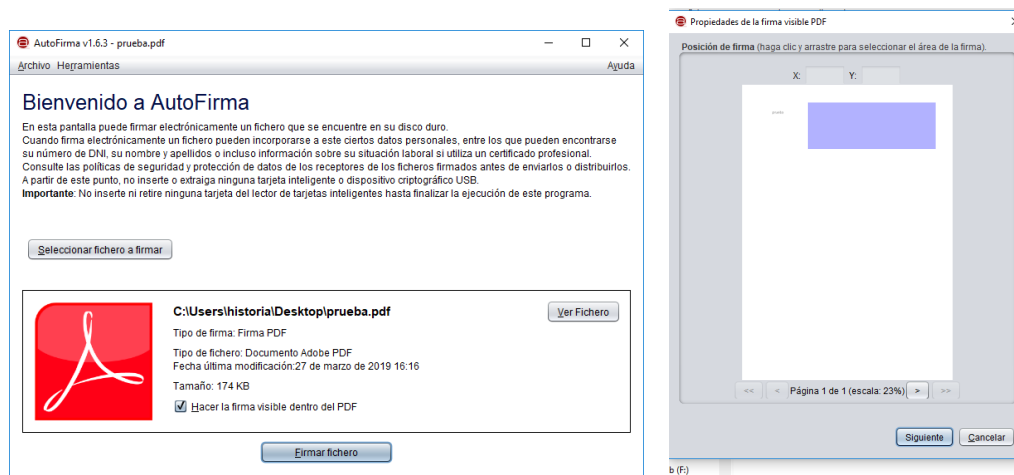 AutoFirma v1.6.3 - prueba.pdf
Archivo Herramientas Ayuda
Bienvenido a AutoFirma
En esta pantalla puede firmar electrónicamente un fichero que se encuentre en su disco duro.
Cuando firma electrónicamente un fichero pueden incorporarse a este ciertos datos personales, entre los que pueden encontrarse
su número de DNI, su nombre y apellidos o incluso información sobre su situación laboral si utiliza un certificado profesional.
Consulte las políticas de seguridad y protección de datos de los receptores de los ficheros firmados antes de enviarlos o distribuirlos.
A partir de este punto, no inserte o extraiga ninguna tarjeta inteligente o dispositivo criptográfico USB.
Importante: No inserte ni retire ninguna tarjeta del lector de tarjetas inteligentes hasta finalizar la ejecución de este programa.
Seleccionar fichero a firmar
C:\Users\historia\Desktop\prueba.pdf
Ver Fichero
Tipo de firma: Firma PDF
Tipo de fichero: Documento Adobe PDF
Fecha última modificación:27 de marzo de 2019 16:16
Tamaño: 174 KB
Hacer la firma visible dentro del PDF
Firmar fichero
Propiedades de la firma visible PDF
Posición de firma (haga clic y arrastre para seleccionar el área de la firma).
X: Y:
prueba
<< < Página 1 de 1 (escala: 23%) > >>
Siguiente Cancelar
b (F:)